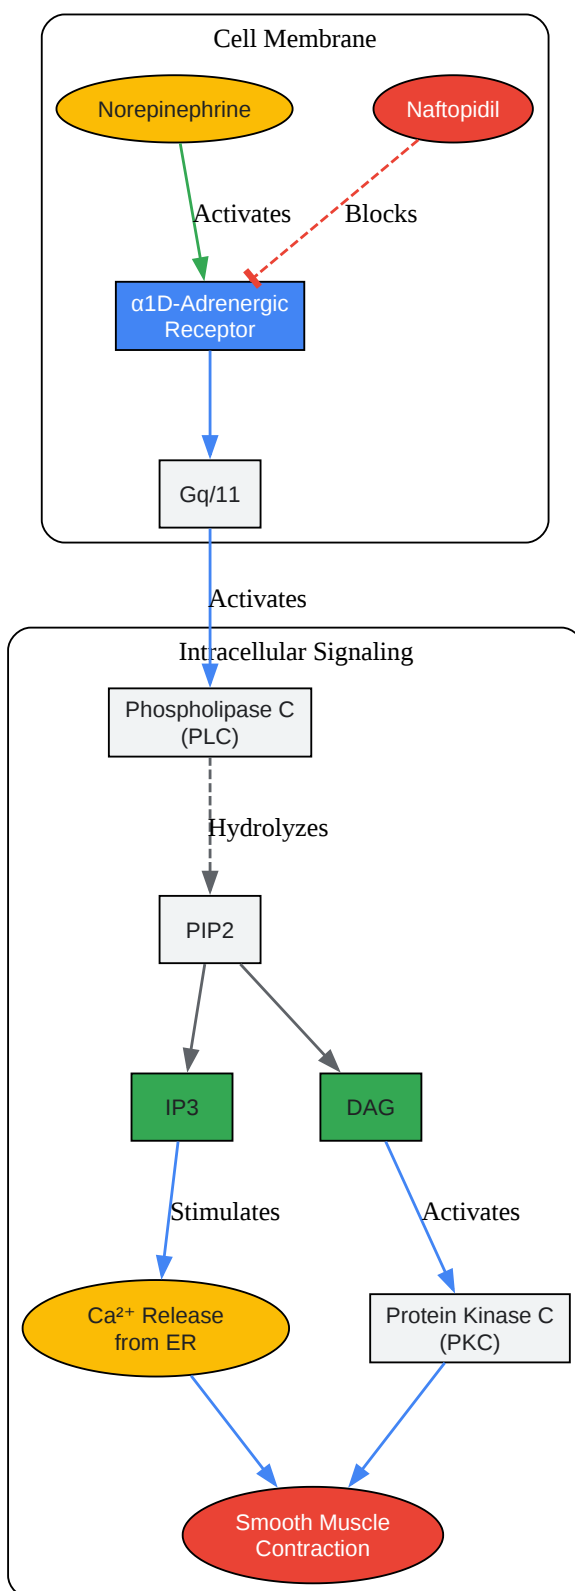 Cell Membrane
Norepinephrine
Naftopidil
Activates
Blocks
α1D-Adrenergic
Receptor
Gq/11
Activates
Intracellular Signaling
Phospholipase C
(PLC)
Hydrolyzes
PIP2
IP3
DAG
Stimulates
Activates
Ca²⁺ Release
from ER
Protein Kinase C
(PKC)
Smooth Muscle
Contraction